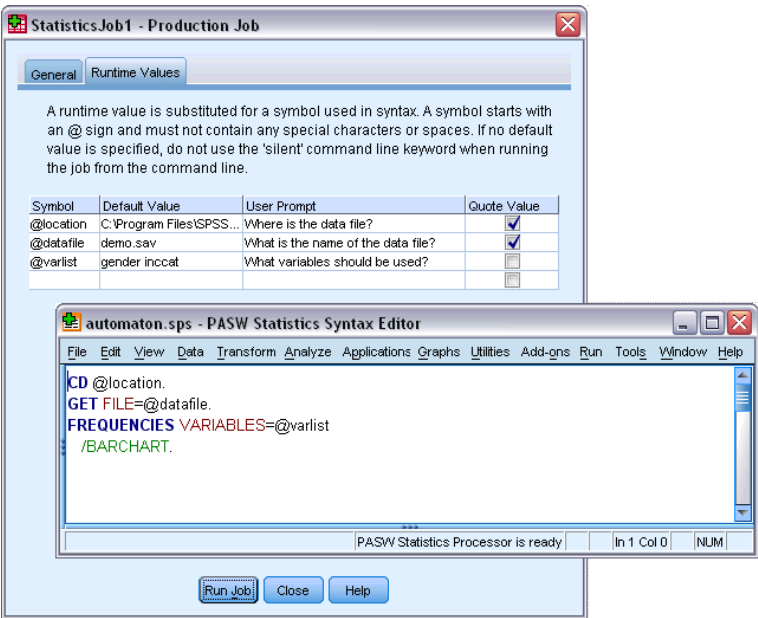 StatisticsJob1 - Production Job
General Runtime Values
A runtime value is substituted for a symbol used in syntax. A symbol starts with
an @ sign and must not contain any special characters or spaces. If no default
value is specified, do not use the 'silent' command line keyword when running
the job from the command line.
Symbol Default Value User Prompt Quote Value
@location C:\Program Files\SPSS... Where is the data file?
@datafile demo.sav What is the name of the data file?
@varlist gender inccat What variables should be used?
automaton.sps - PASW Statistics Syntax Editor
File Edit View Data Transform Analyze Applications Graphs Utilities Add-ons Run Tools Window Help
CD @location.
GET FILE=@datafile.
FREQUENCIES VARIABLES=@varlist
/BARCHART.
PASW Statistics Processor is ready In 1 Col 0 NUM
Run Job Close Help